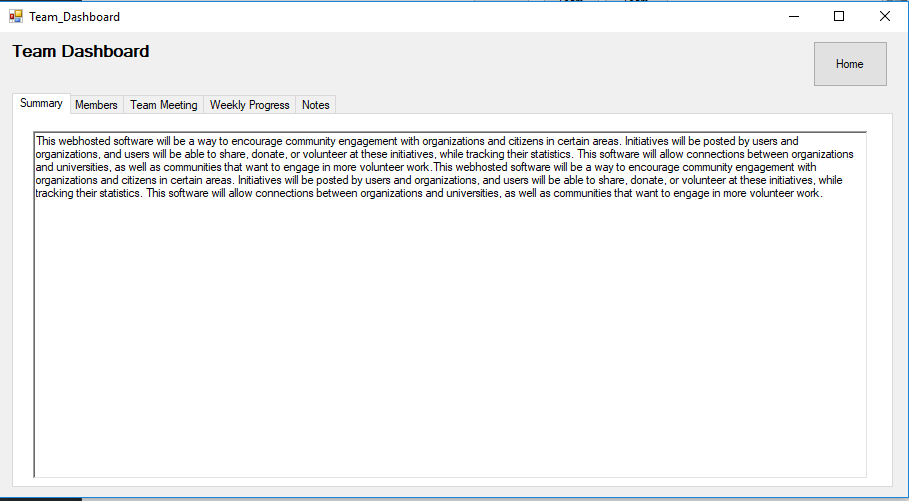 Team_Dashboard
Team Dashboard
Home
Summary Members Team Meeting Weekly Progress Notes
This webhosted software will be a way to encourage community engagement with organizations and citizens in certain areas. Initiatives will be posted by users and
organizations, and users will be able to share, donate, or volunteer at these initiatives, while tracking their statistics. This software will allow connections between organizations
and universities, as well as communities that want to engage in more volunteer work.This webhosted software will be a way to encourage community engagement with
organizations and citizens in certain areas. Initiatives will be posted by users and organizations, and users will be able to share, donate, or volunteer at these initiatives, while
tracking their statistics. This software will allow connections between organizations and universities, as well as communities that want to engage in more volunteer work.